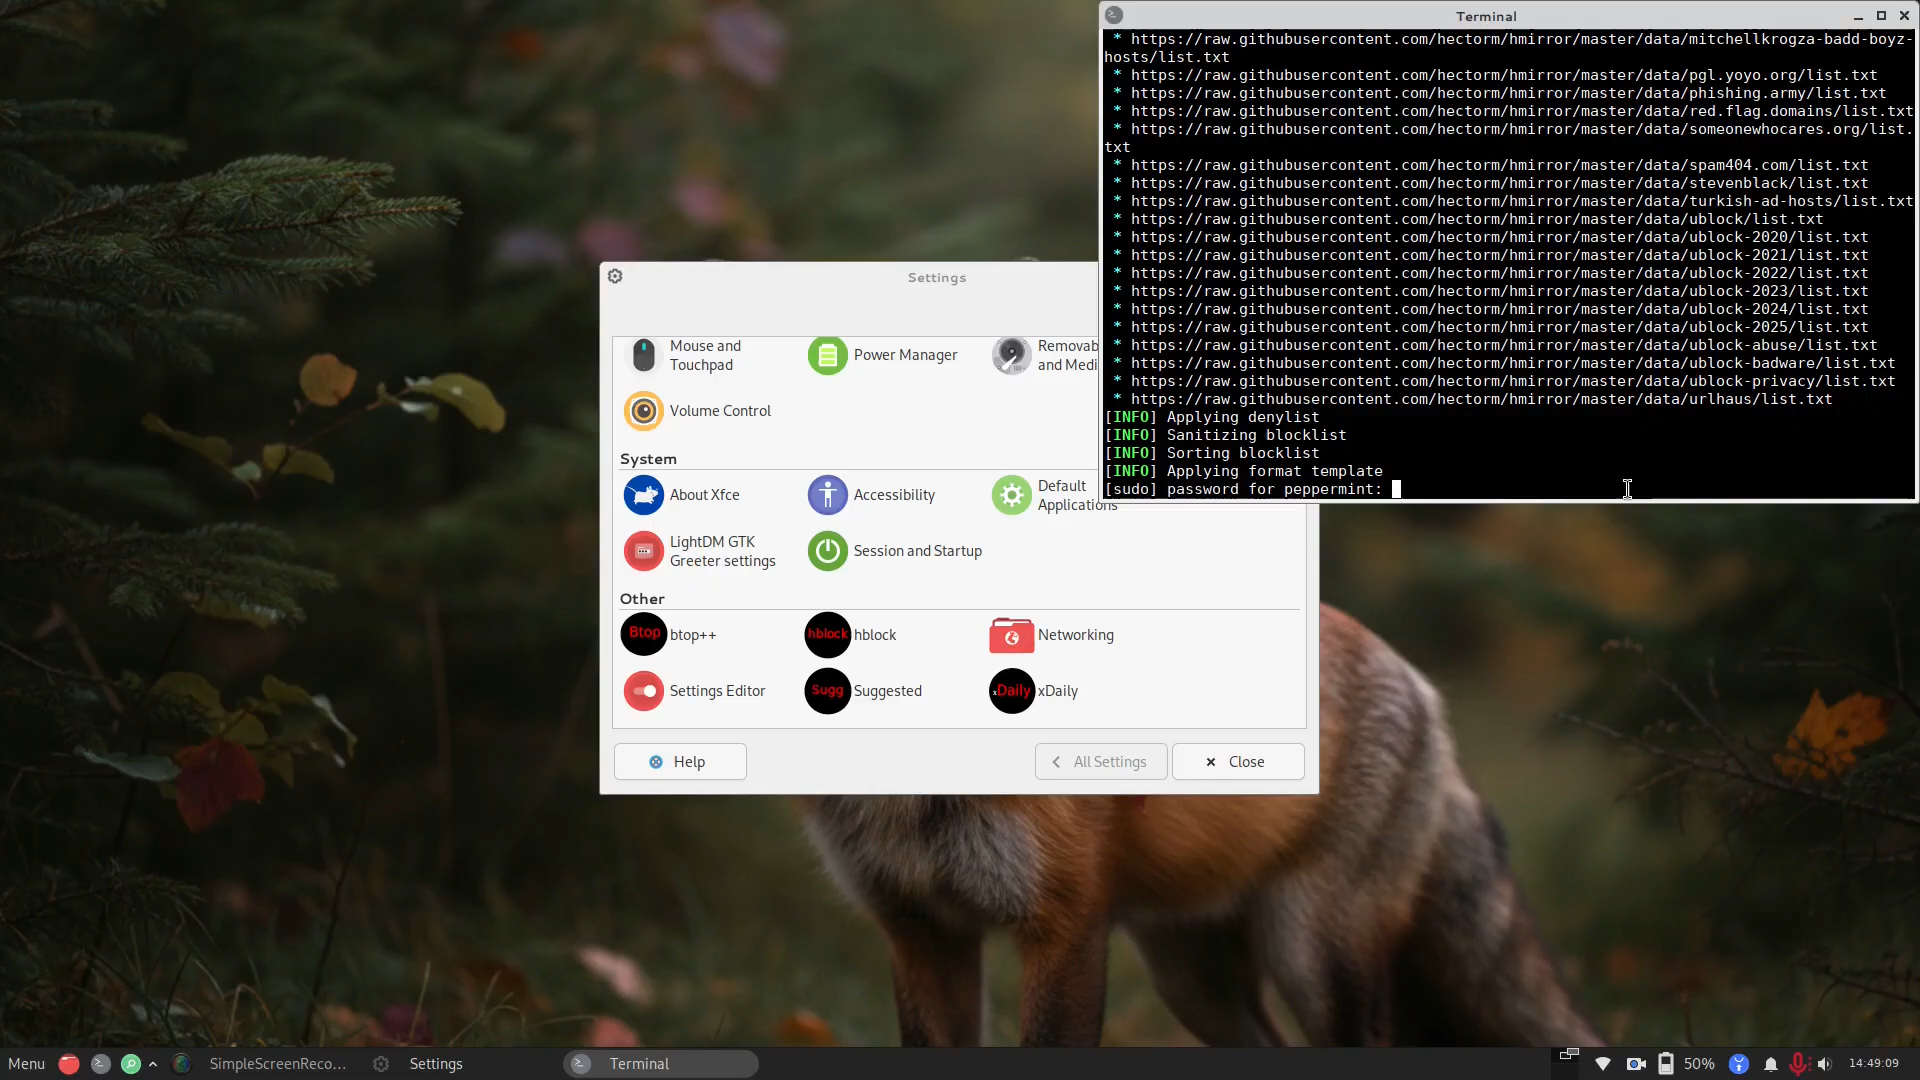 Terminal
* https://raw.githubusercontent.com/hectorm/hmirror/master/data/mitchellkrogza-badd-boyz-
hosts/list.txt
* https://raw.githubusercontent.com/hectorm/hmirror/master/data/pgl.yoyo.org/list.txt
* https://raw.githubusercontent.com/hectorm/hmirror/master/data/phishing.army/list.txt
* https://raw.githubusercontent.com/hectorm/hmirror/master/data/red.flag.domains/list.txt
* https://raw.githubusercontent.com/hectorm/hmirror/master/data/someonewhocares.org/list.
txt
* https://raw.githubusercontent.com/hectorm/hmirror/master/data/spam404.com/list.txt
* https://raw.githubusercontent.com/hectorm/hmirror/master/data/stevenblack/list.txt
* https://raw.githubusercontent.com/hectorm/hmirror/master/data/turkish-ad-hosts/list.txt
* https://raw.githubusercontent.com/hectorm/hmirror/master/data/ublock/list.txt
* https://raw.githubusercontent.com/hectorm/hmirror/master/data/ublock-2020/list.txt
* https://raw.githubusercontent.com/hectorm/hmirror/master/data/ublock-2021/list.txt
* https://raw.githubusercontent.com/hectorm/hmirror/master/data/ublock-2022/list.txt
* https://raw.githubusercontent.com/hectorm/hmirror/master/data/ublock-2023/list.txt
* https://raw.githubusercontent.com/hectorm/hmirror/master/data/ublock-2024/list.txt
* https://raw.githubusercontent.com/hectorm/hmirror/master/data/ublock-2025/list.txt
* https://raw.githubusercontent.com/hectorm/hmirror/master/data/ublock-abuse/list.txt
* https://raw.githubusercontent.com/hectorm/hmirror/master/data/ublock-badware/list.txt
* https://raw.githubusercontent.com/hectorm/hmirror/master/data/ublock-privacy/list.txt
* https://raw.githubusercontent.com/hectorm/hmirror/master/data/urlhaus/list.txt
[INFO] Applying denylist
[INFO] Sanitizing blocklist
[INFO] Sorting blocklist
[INFO] Applying format template
[sudo] password for peppermint:
Settings
Mouse and
Touchpad
Power Manager
Removab
and Medi
Volume Control
System
About Xfce
Accessibility
Default
Applications
LightDM GTK
Greeter settings
Session and Startup
Other
Btop btop++
hblock hblock
Networking
Settings Editor
Sugg Suggested
xDaily xDaily
Help
All Settings
Close
Menu
SimpleScreenReco...
Settings
Terminal
50%
14:49:09